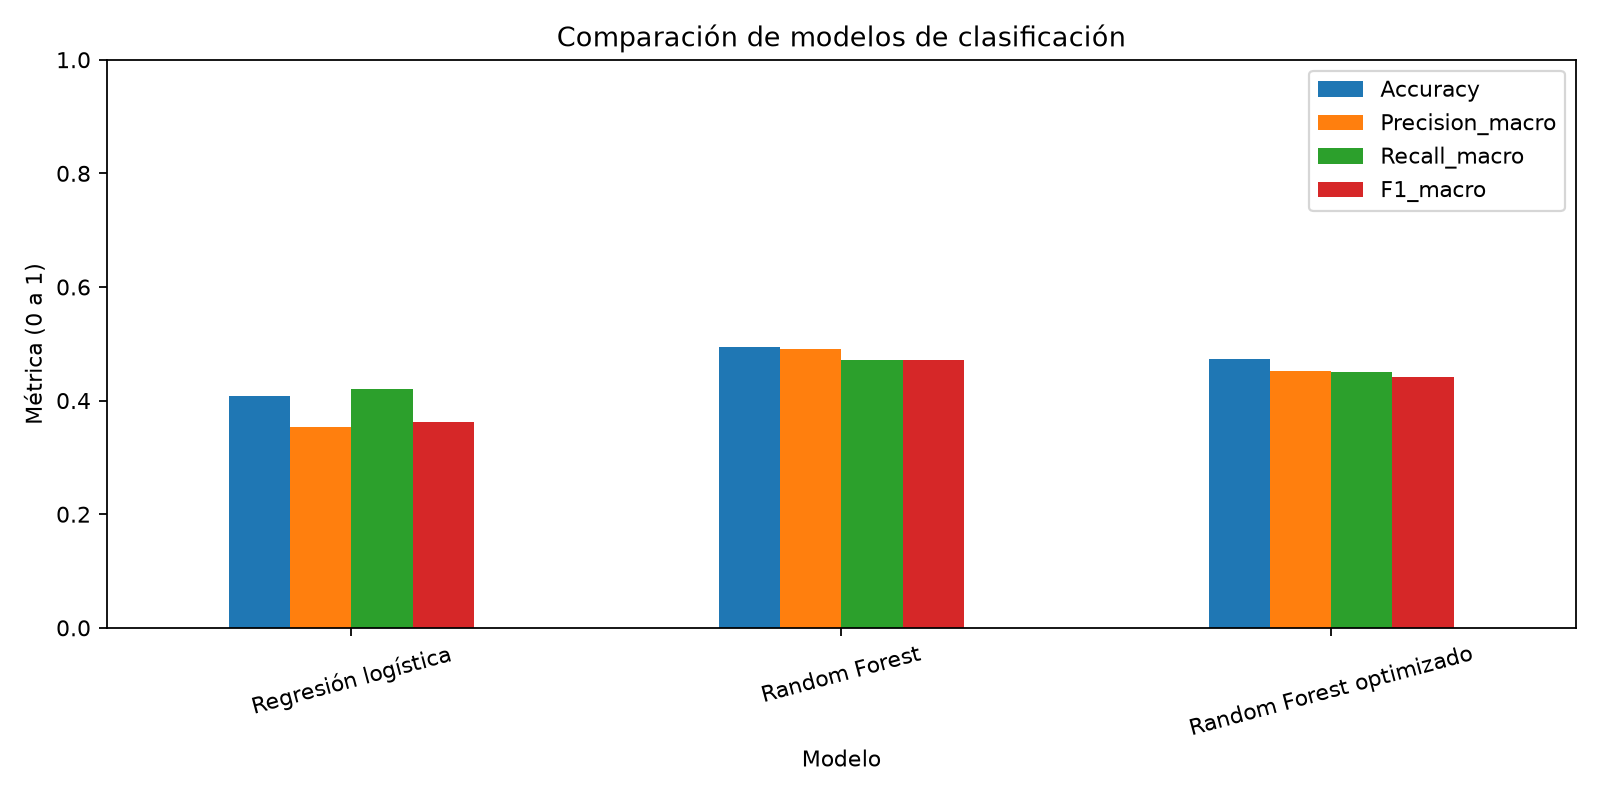 Comparación de modelos de clasificación
1.0
0.8
0.6
0.4
0.2
0.0
Métrica (0 a 1)
Accuracy
Precision_macro
Recall_macro
F1_macro
Regresión logística
Random Forest
Random Forest optimizado
Modelo